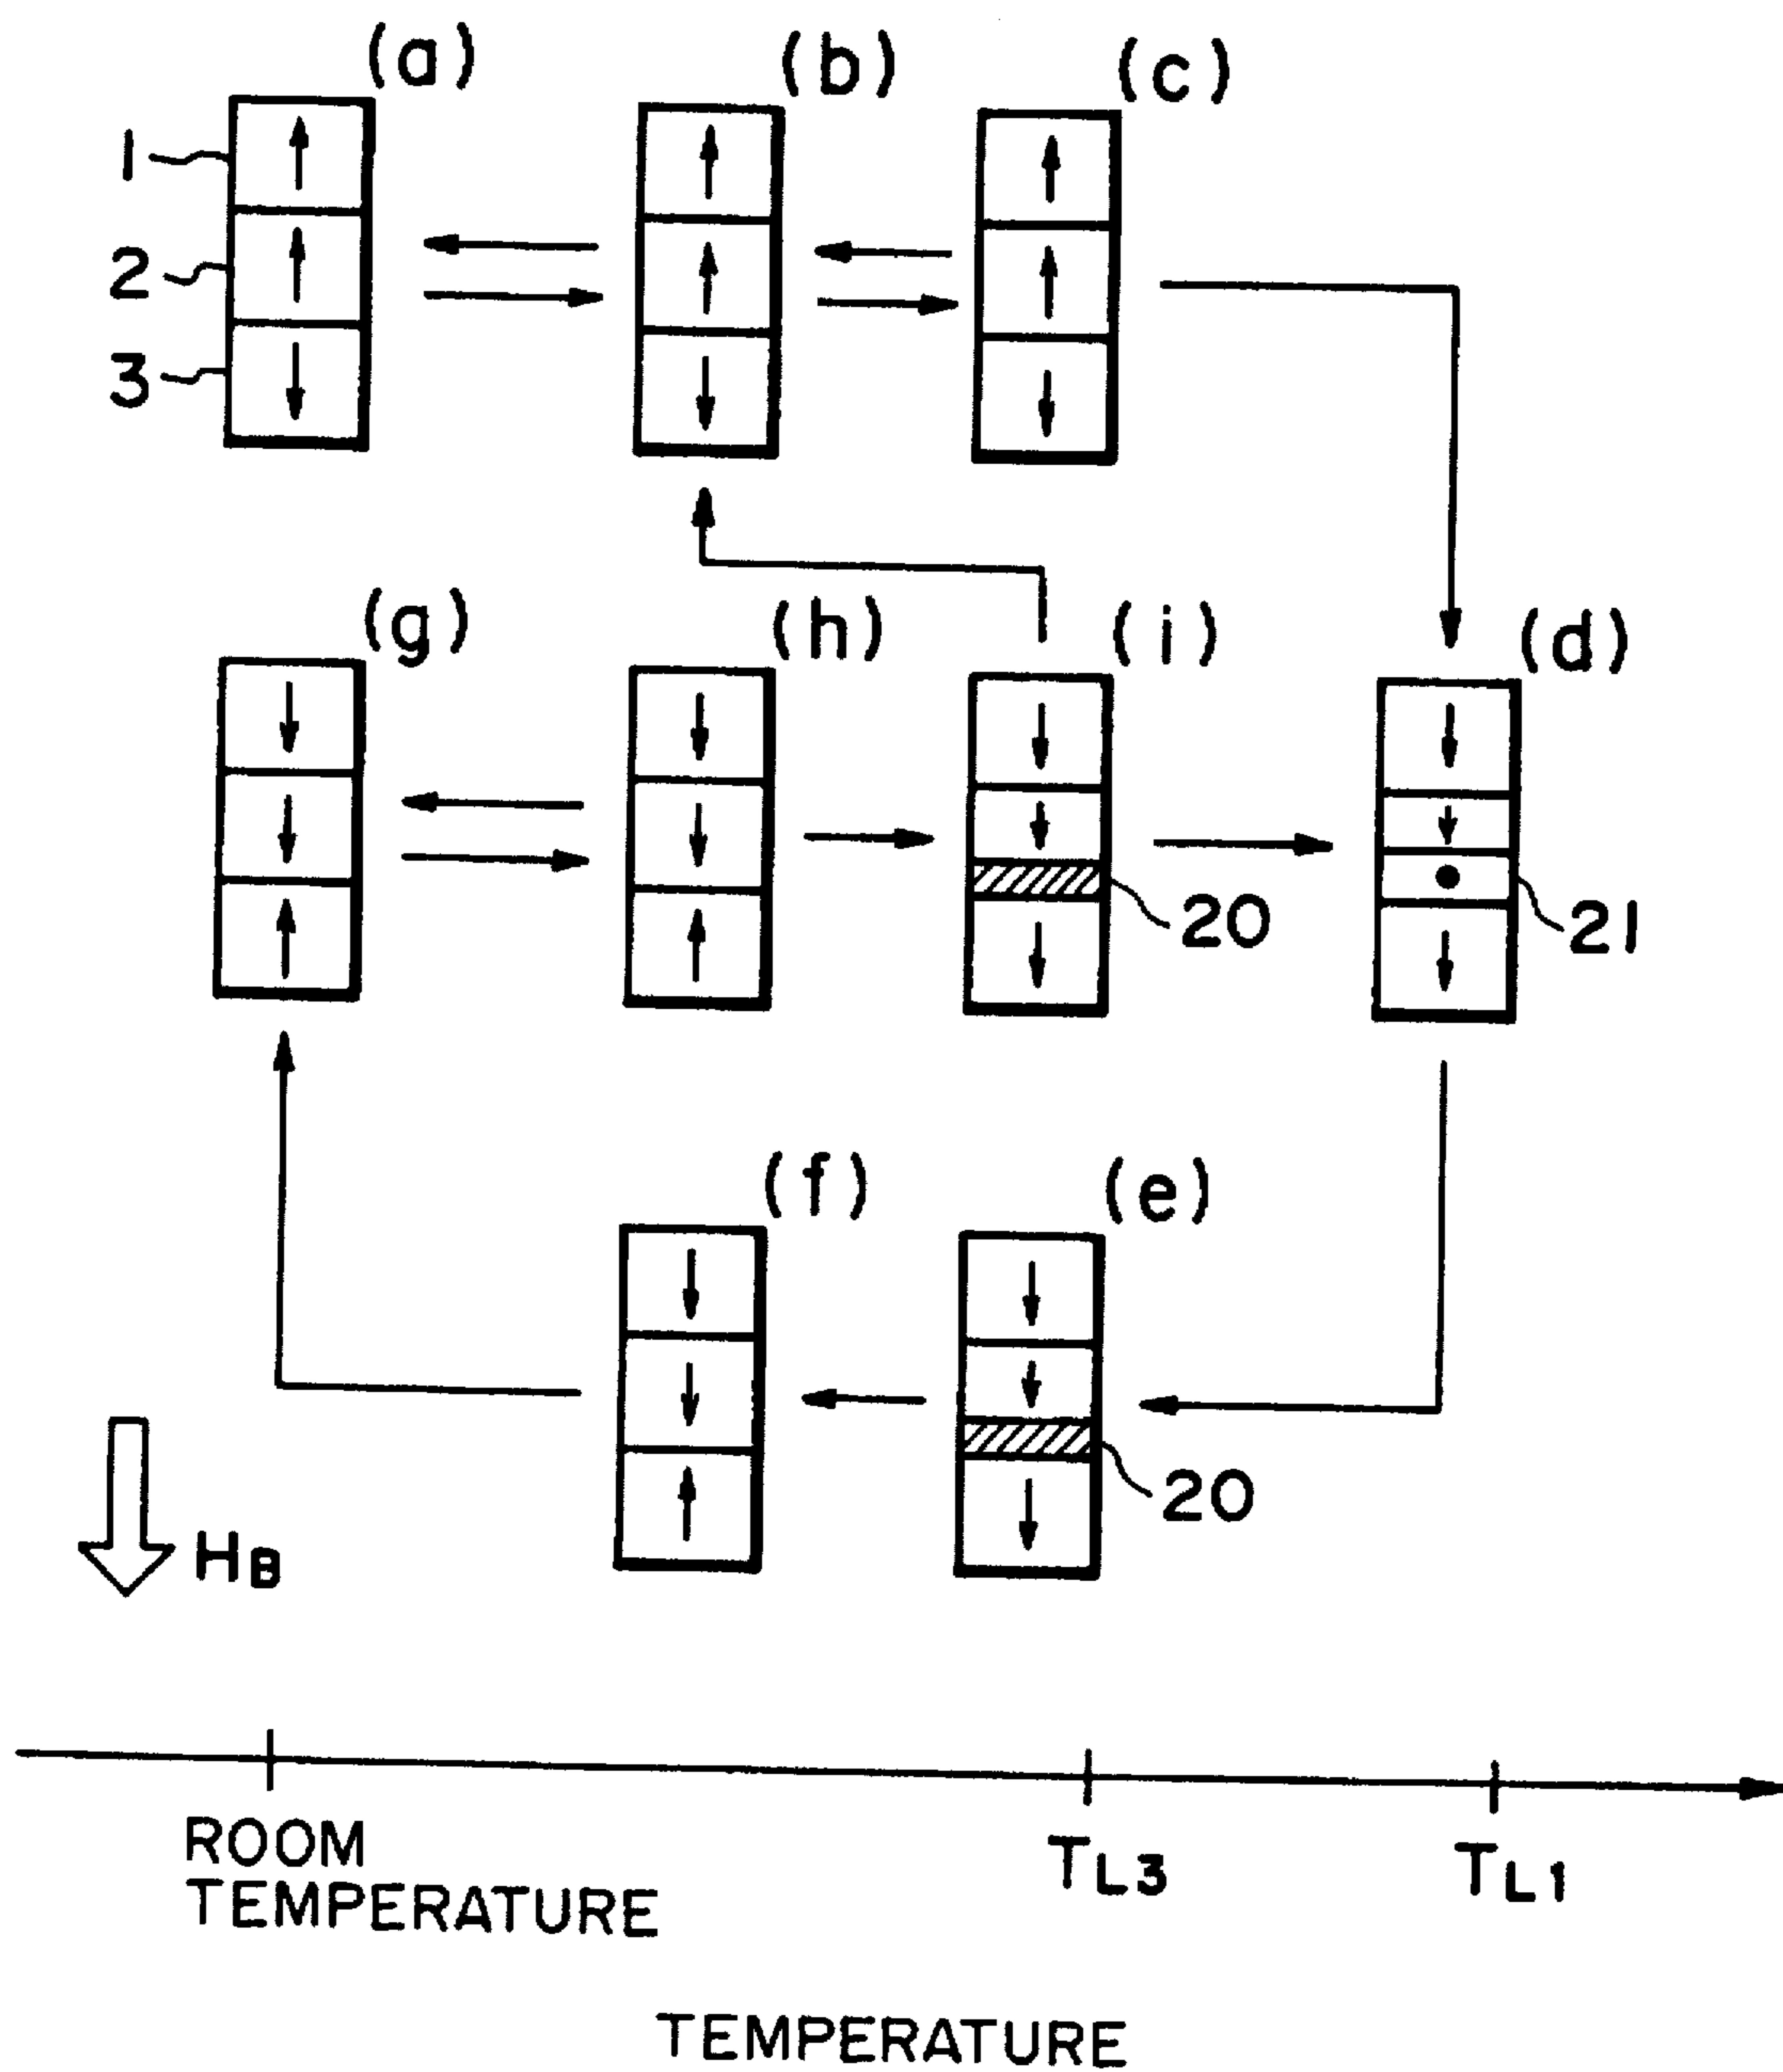 (a) (b) (c)
1
2
3
(g) (h) (i) (d)
20 21
(f) (e)
20
HB
ROOM
TEMPERATURE
TL3 TL1
TEMPERATURE